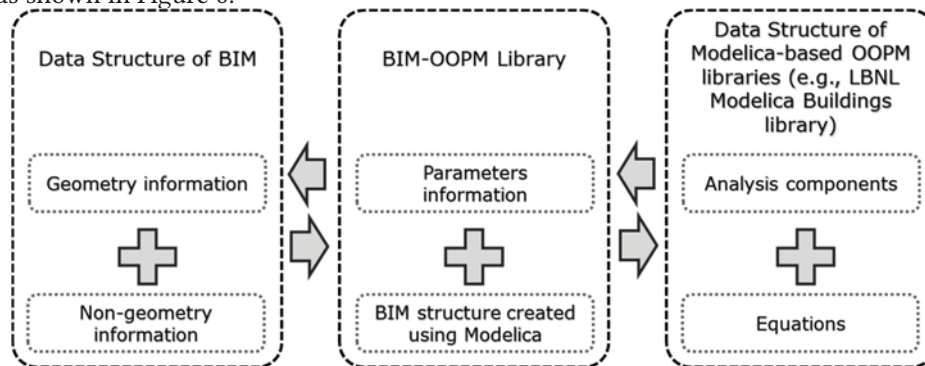 as shown in Figure 6.
Data Structure of BIM
Geometry information
Non-geometry
information
BIM-OOPM Library
Parameters
information
BIM structure created
using Modelica
Data Structure of
Modelica-based OOPM
libraries (e.g., LBNL
Modelica Buildings
library)
Analysis components
Equations